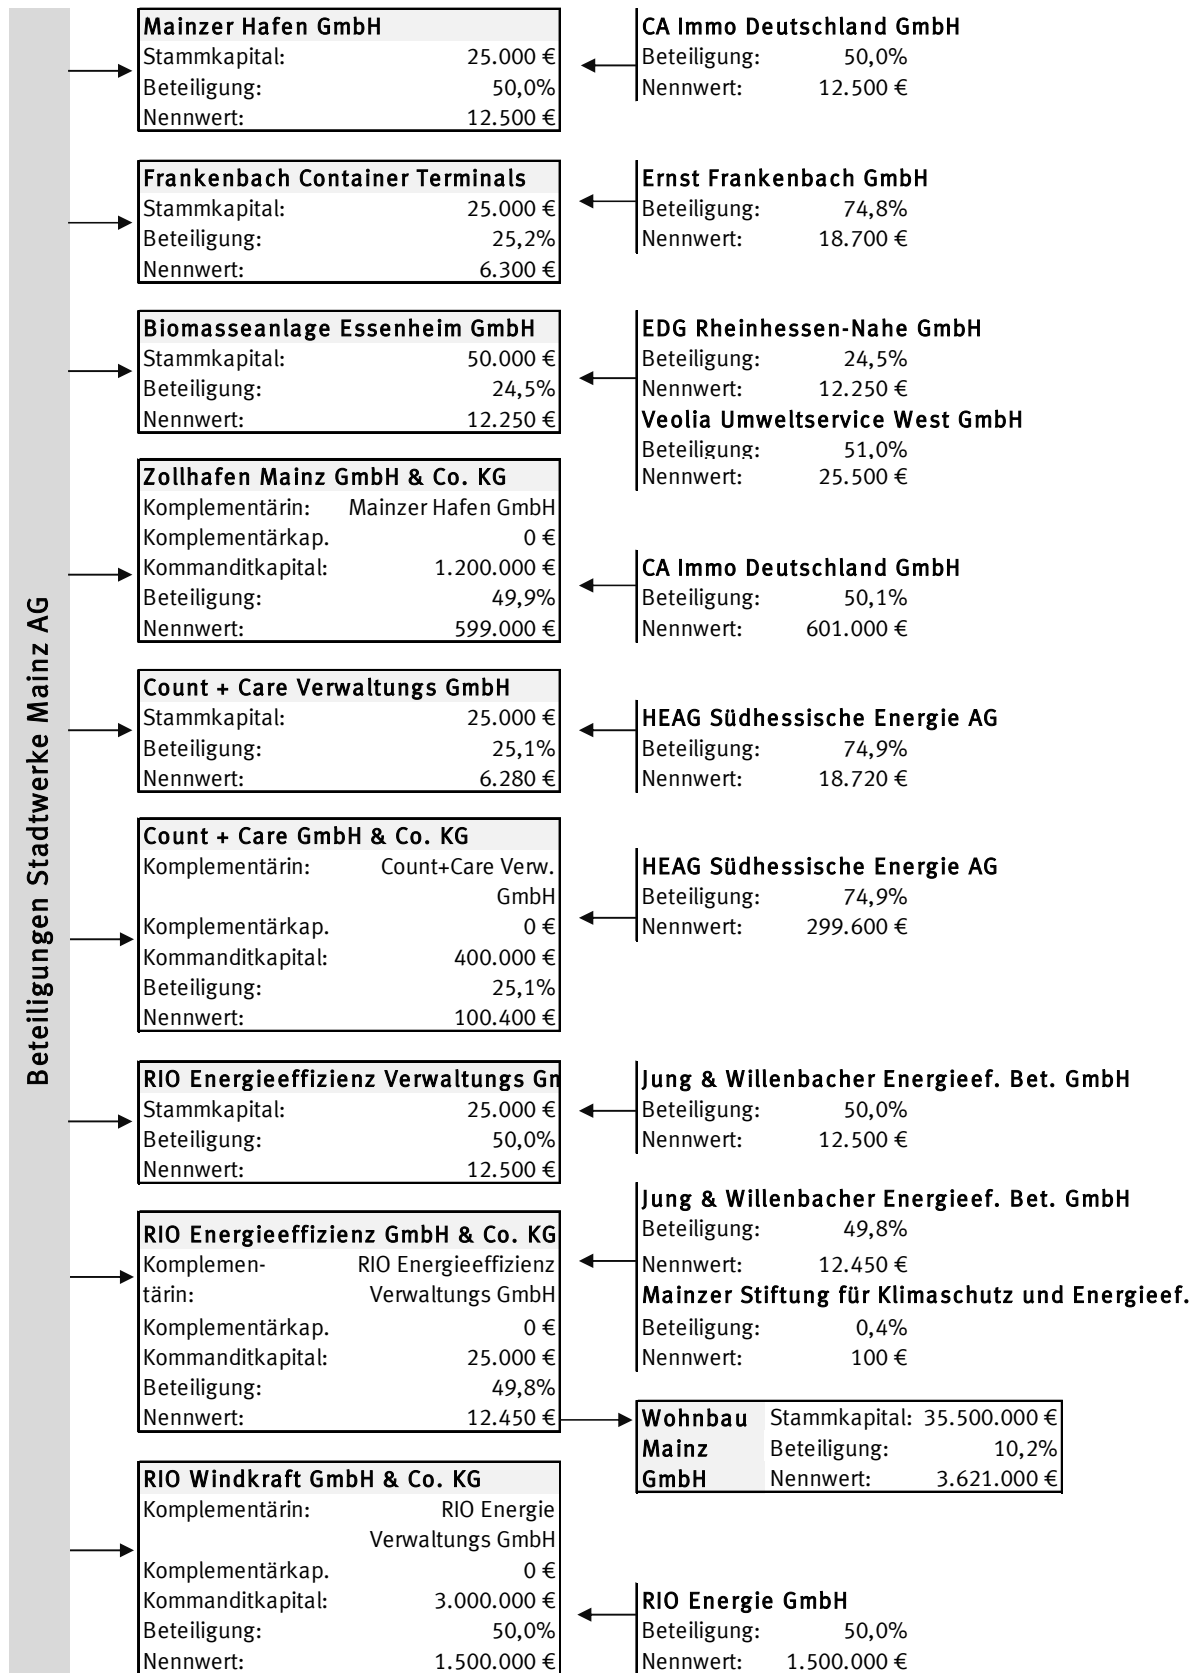 Beteiligungen Stadtwerke Mainz AG
Mainzer Hafen GmbH
Stammkapital: 25.000 €
Beteiligung: 50,0%
Nennwert: 12.500 €
CA Immo Deutschland GmbH
Beteiligung: 50,0%
Nennwert: 12.500 €
Frankenbach Container Terminals
Stammkapital: 25.000 €
Beteiligung: 25,2%
Nennwert: 6.300 €
Ernst Frankenbach GmbH
Beteiligung: 74,8%
Nennwert: 18.700 €
Biomasseanlage Essenheim GmbH
Stammkapital: 50.000 €
Beteiligung: 24,5%
Nennwert: 12.250 €
EDG Rheinhessen-Nahe GmbH
Beteiligung: 24,5%
Nennwert: 12.250 €
Veolia Umweltservice West GmbH
Beteiligung: 51,0%
Nennwert: 25.500 €
Zollhafen Mainz GmbH & Co. KG
Komplementärin: Mainzer Hafen GmbH
Komplementärkap. 0 €
Kommanditkapital: 1.200.000 €
Beteiligung: 49,9%
Nennwert: 599.000 €
CA Immo Deutschland GmbH
Beteiligung: 50,1%
Nennwert: 601.000 €
Count + Care Verwaltungs GmbH
Stammkapital: 25.000 €
Beteiligung: 25,1%
Nennwert: 6.280 €
HEAG Südhessische Energie AG
Beteiligung: 74,9%
Nennwert: 18.720 €
Count + Care GmbH & Co. KG
Komplementärin: Count+Care Verw.
GmbH
Komplementärkap. 0 €
Kommanditkapital: 400.000 €
Beteiligung: 25,1%
Nennwert: 100.400 €
HEAG Südhessische Energie AG
Beteiligung: 74,9%
Nennwert: 299.600 €
RIO Energieeffizienz Verwaltungs Gm
Stammkapital: 25.000 €
Beteiligung: 50,0%
Nennwert: 12.500 €
Jung & Willenbacher Energieef. Bet. GmbH
Beteiligung: 50,0%
Nennwert: 12.500 €
RIO Energieeffizienz GmbH & Co. KG
Komplemen- RIO Energieeffizienz
tärin: Verwaltungs GmbH
Komplementärkap. 0 €
Kommanditkapital: 25.000 €
Beteiligung: 49,8%
Nennwert: 12.450 €
Jung & Willenbacher Energieef. Bet. GmbH
Beteiligung: 49,8%
Nennwert: 12.450 €
Mainzer Stiftung für Klimaschutz und Energieef.
Beteiligung: 0,4%
Nennwert: 100 €
Wohnbau Stammkapital: 35.500.000 €
Mainz Beteiligung: 10,2%
GmbH Nennwert: 3.621.000 €
RIO Windkraft GmbH & Co. KG
Komplementärin: RIO Energie
Verwaltungs GmbH
Komplementärkap. 0 €
Kommanditkapital: 3.000.000 €
Beteiligung: 50,0%
Nennwert: 1.500.000 €
RIO Energie GmbH
Beteiligung: 50,0%
Nennwert: 1.500.000 €